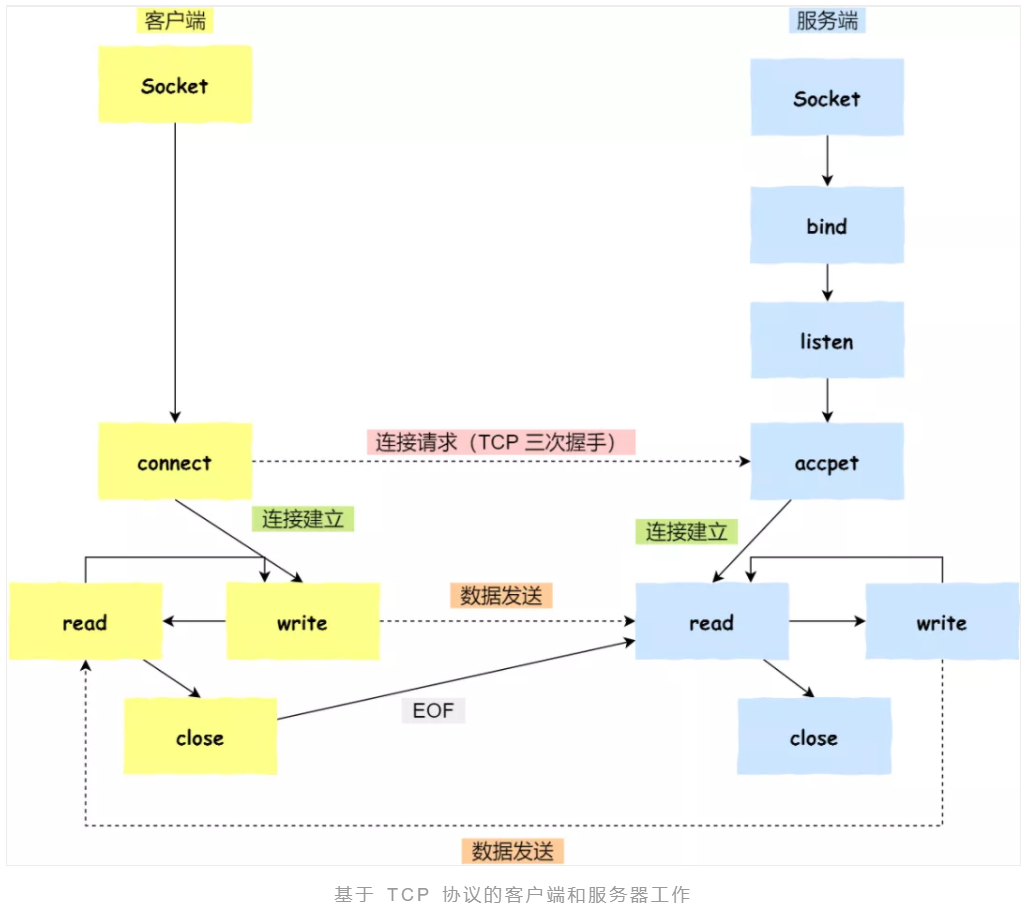 客户端
服务端
Socket
Socket
bind
listen
连接请求（TCP 三次握手）
connect
accpet
连接建立
连接建立
数据发送
read
write
read
write
EOF
close
close
数据发送
基于 TCP 协议的客户端和服务器工作